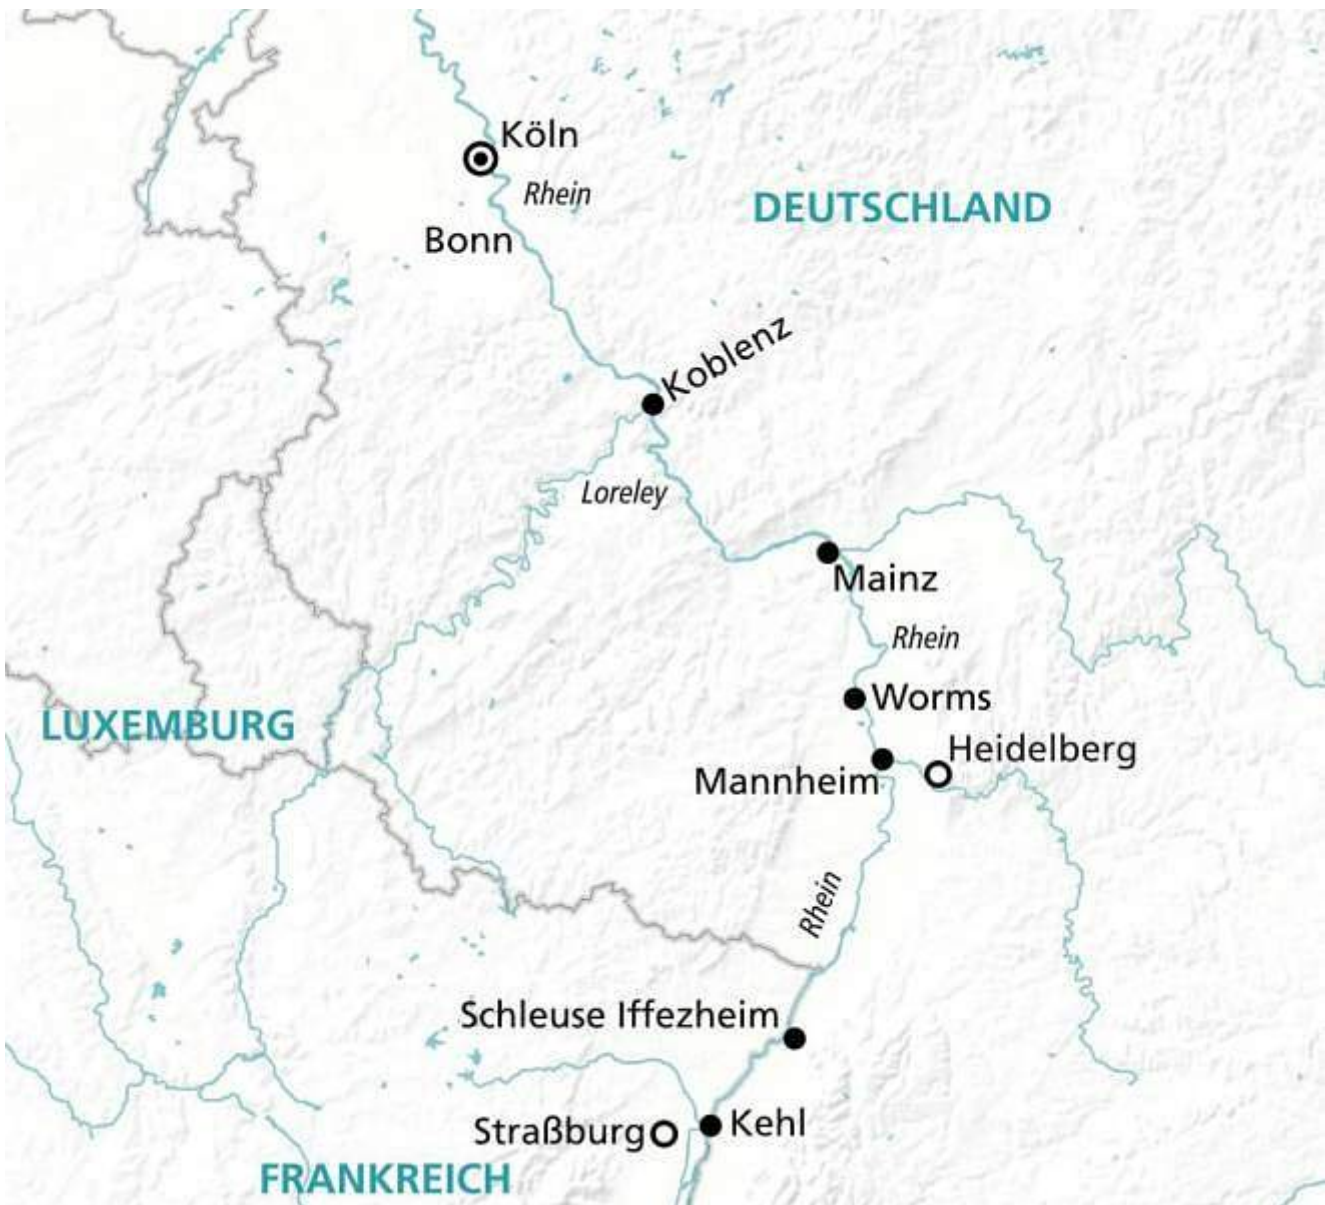 Köln
Rhein
DEUTSCHLAND
Bonn
Koblenz
Loreley
Mainz
Rhein
Worms
LUXEMBURG
Heidelberg
Mannheim
Rhein
Schleuse Iffezheim
Straßburg
Kehl
FRANKREICH